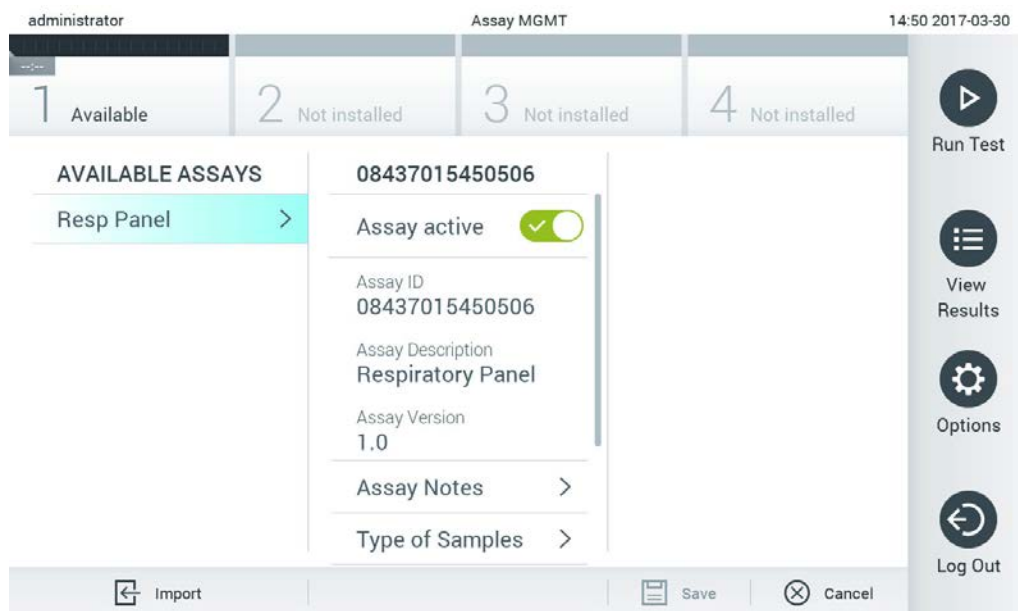 administrator
Assay MGMT
14:50 2017-03-30
--:--
1 Available
2 Not installed
3 Not installed
4 Not installed
Run Test
AVAILABLE ASSAYS
Resp Panel
08437015450506
Assay active
Assay ID
08437015450506
Assay Description
Respiratory Panel
Assay Version
1.0
Assay Notes
Type of Samples
View
Results
Options
Log Out
Import
Save
Cancel